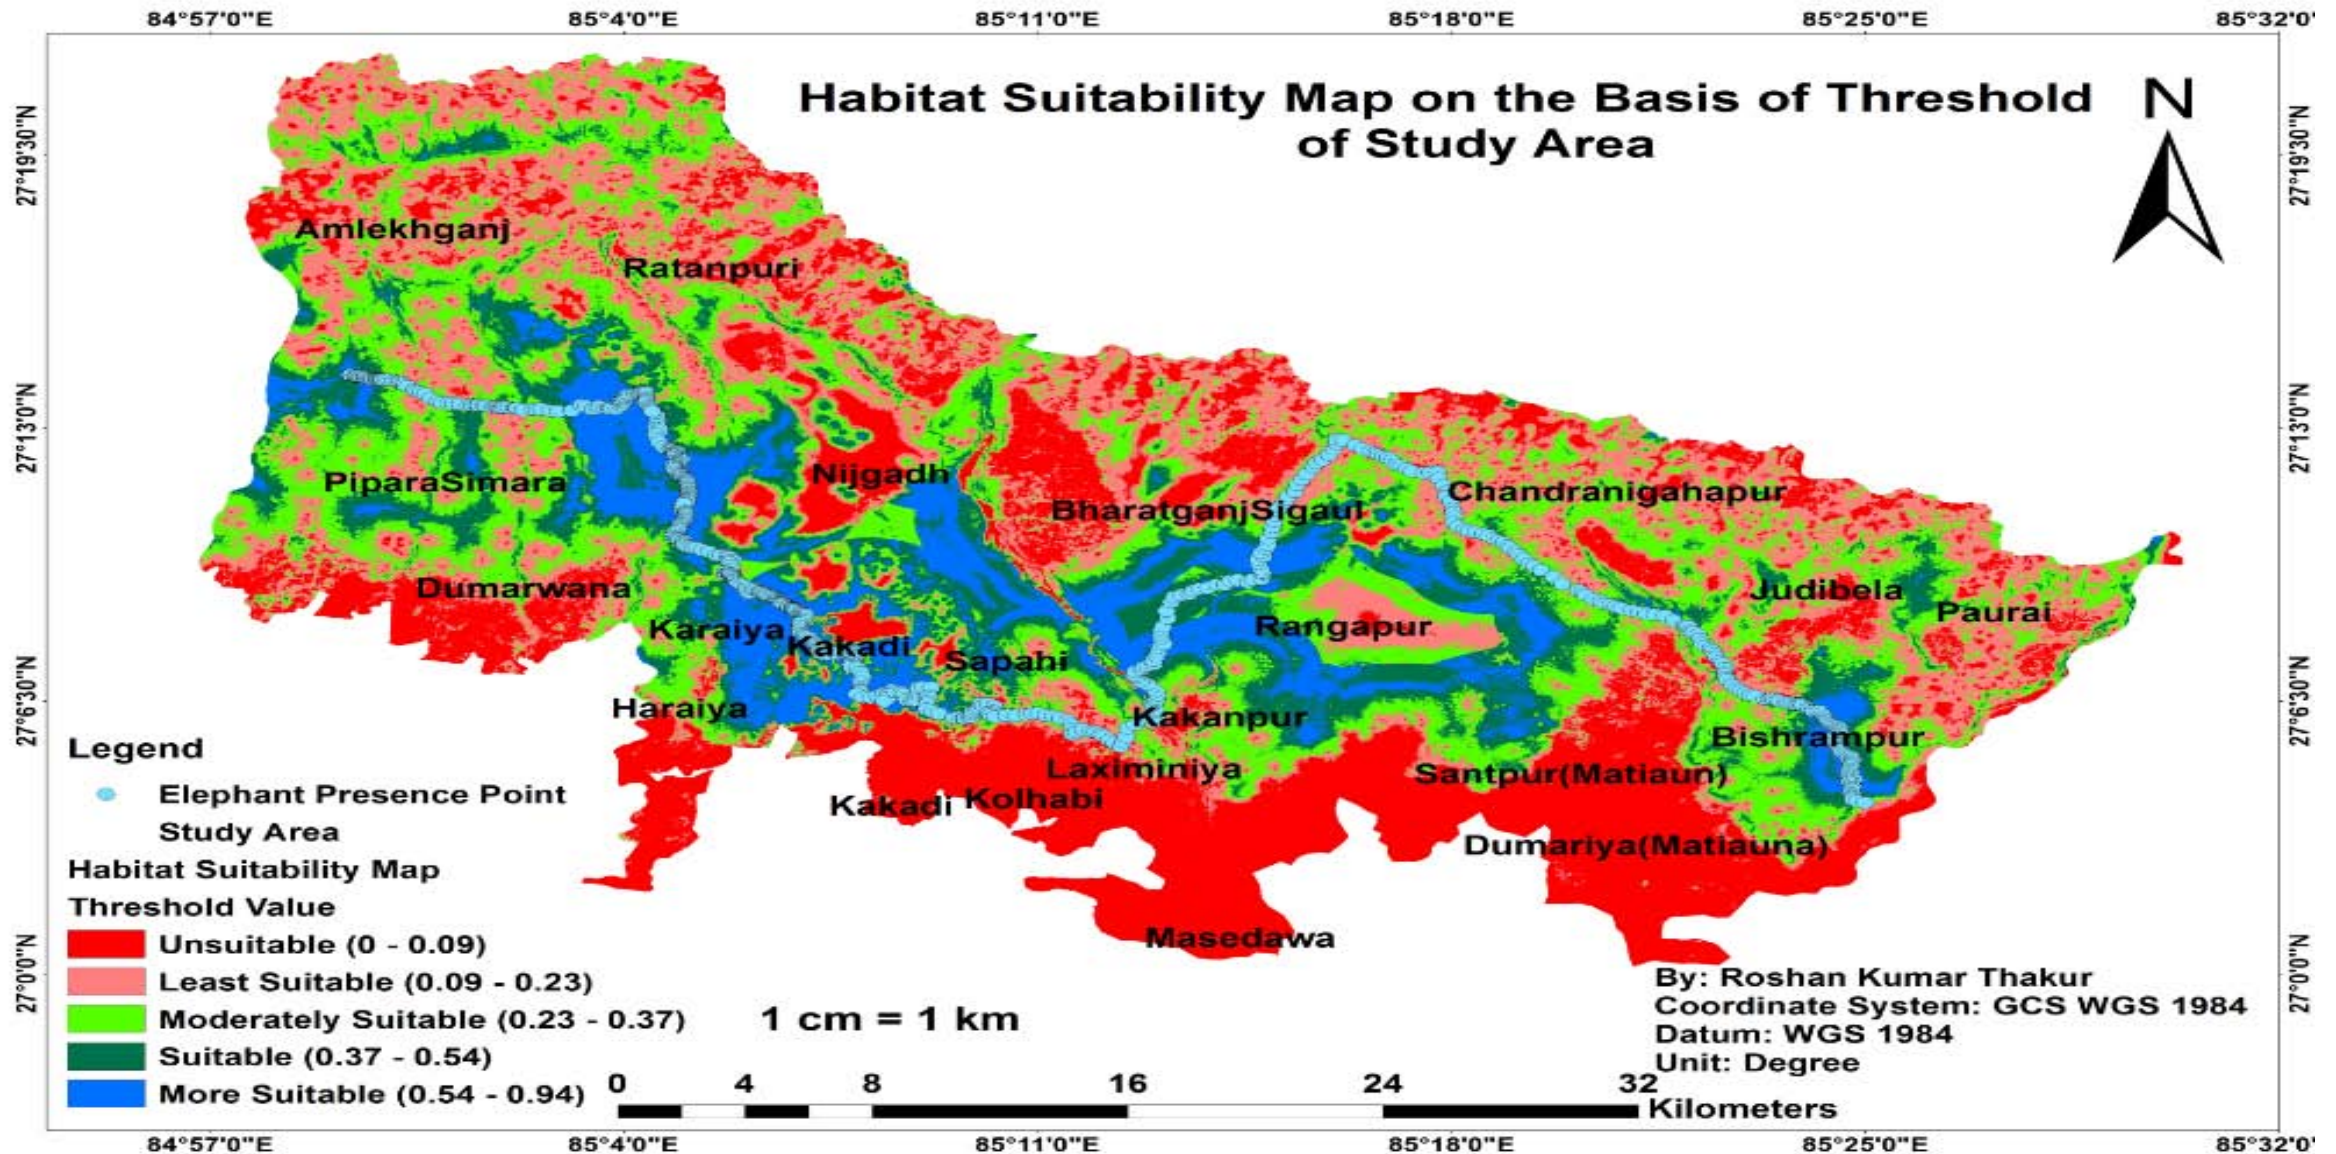 84°57'0"E 85°4'0"E 85°11'0"E 85°18'0"E 85°25'0"E 85°32'0'
Habitat Suitability Map on the Basis of Threshold
of Study Area
N
27°19'30"N
27°19'30"N
27°13'0"N
27°13'0"N
27°6'30"N
27°6'30"N
27°0'0"N
27°0'0"N
Amlekhganj
Ratanpuri
Nijgadh
PiparaSimara
Chandranigahapur
BharatganjSigaul
Dumarwana
Judibela
Paurai
Karaiya
Rangapur
Kakadi
Sapahi
Haraiya
Kakanpur
Bishrampur
Laximiniya
Santpur(Matiaun)
Kakadi
Kolhabi
Dumariya(Matiauna)
Masedawa
Legend
Elephant Presence Point
Study Area
Habitat Suitability Map
Threshold Value
Unsuitable (0 - 0.09)
Least Suitable (0.09 - 0.23)
Moderately Suitable (0.23 - 0.37)
Suitable (0.37 - 0.54)
More Suitable (0.54 - 0.94)
1 cm = 1 km
0 4 8 16 24 32
Kilometers
By: Roshan Kumar Thakur
Coordinate System: GCS WGS 1984
Datum: WGS 1984
Unit: Degree
84°57'0"E 85°4'0"E 85°11'0"E 85°18'0"E 85°25'0"E 85°32'0'